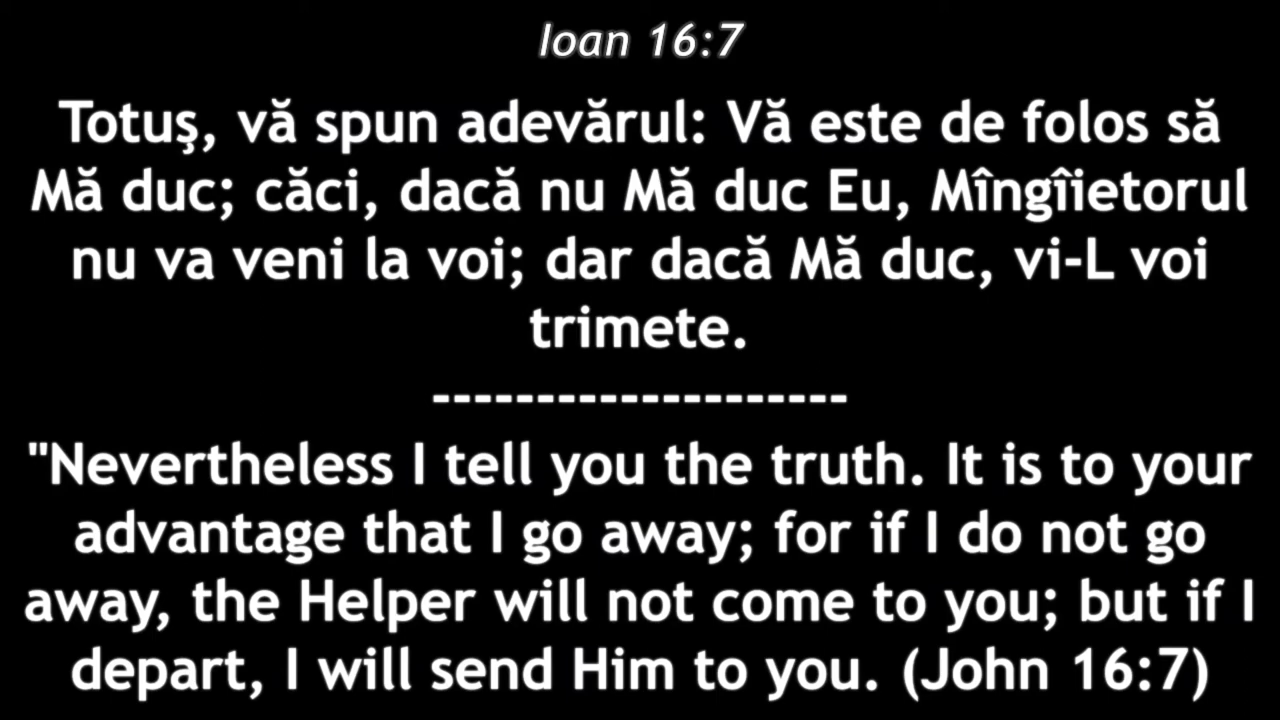 Ioan 16:7
Totuş, vă spun adevărul: Vă este de folos să
Mă duc; căci, dacă nu Mă duc Eu, Mîngîietorul
nu va veni la voi; dar dacă Mă duc, vi-L voi
trimete.
--------------------
"Nevertheless I tell you the truth. It is to your
advantage that I go away; for if I do not go
away, the Helper will not come to you; but if I
depart, I will send Him to you. (John 16:7)